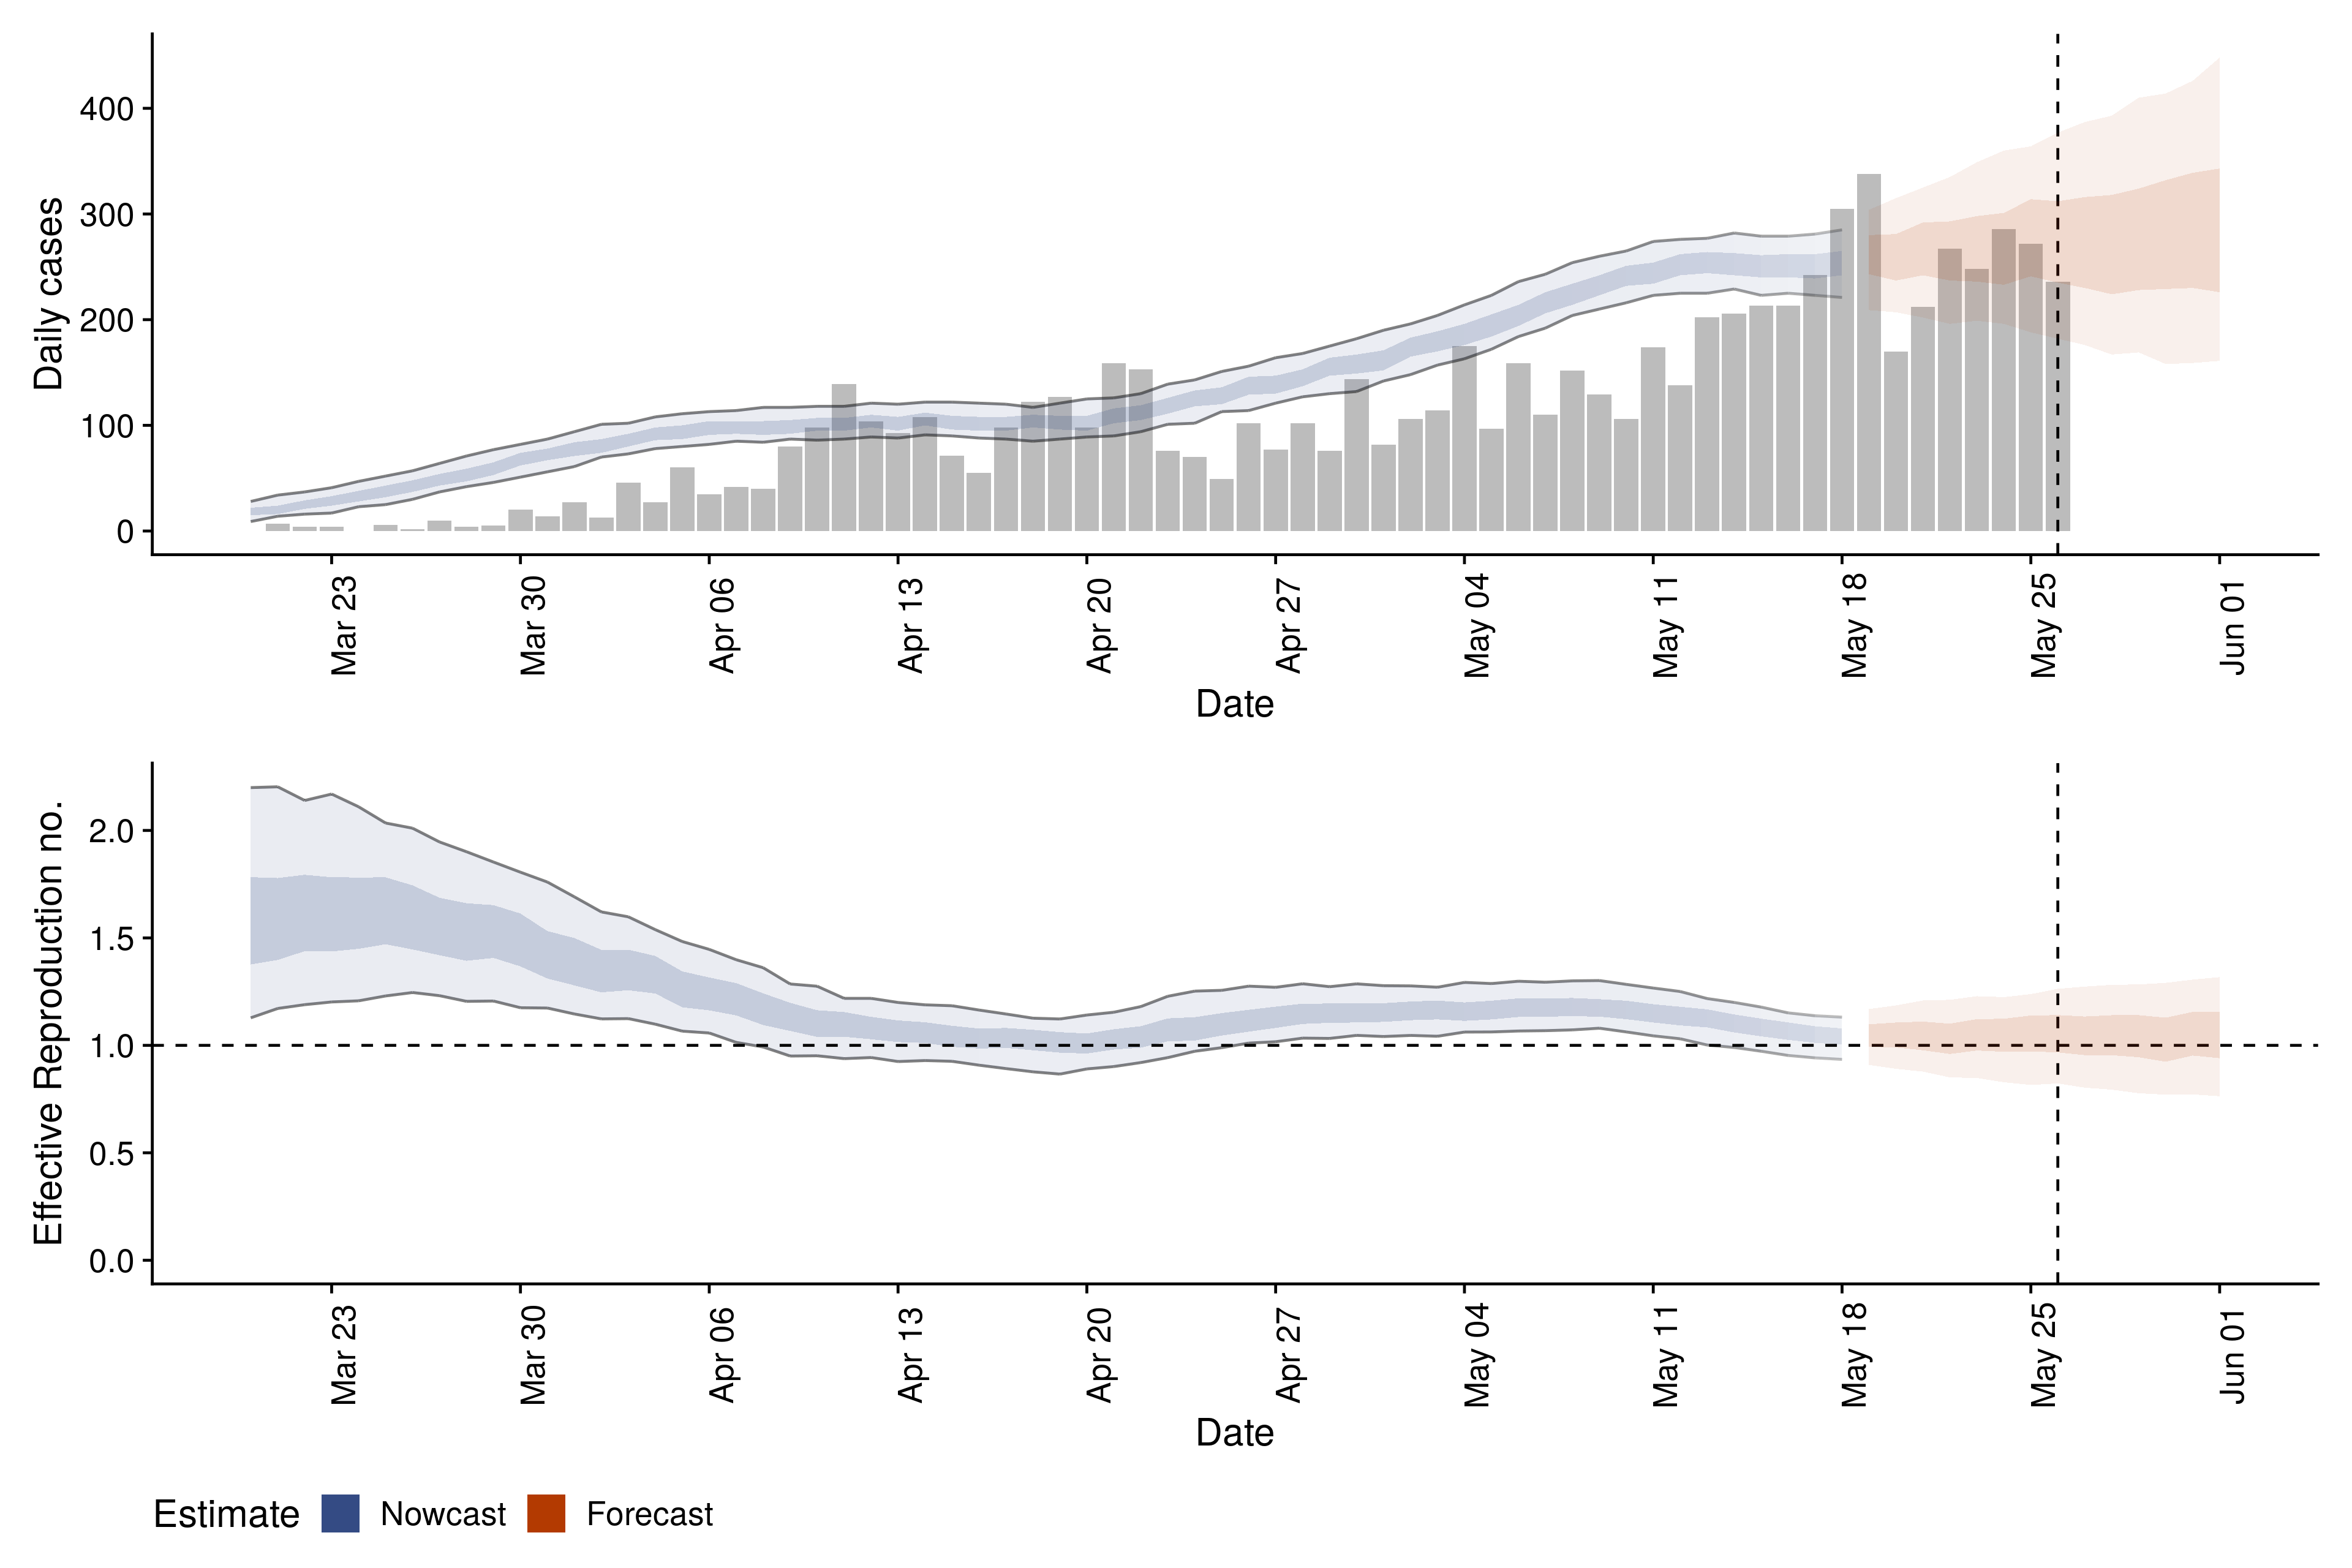 Daily cases
400
300
200
100
0
Mar 23
Mar 30
Apr 06
Apr 13
Apr 20
Apr 27
May 04
May 11
May 18
May 25
Jun 01
Date
Effective Reproduction no.
2.0
1.5
1.0
0.5
0.0
Mar 23
Mar 30
Apr 06
Apr 13
Apr 20
Apr 27
May 04
May 11
May 18
May 25
Jun 01
Date
Estimate Nowcast Forecast